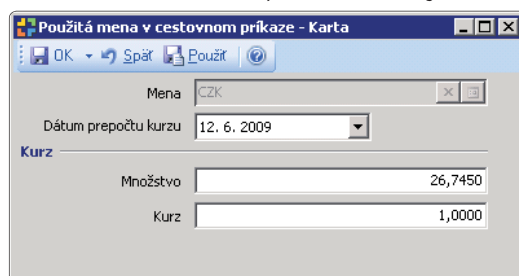 Použitá mena v cestovnom príkaze - Karta
OK Späť Použiť
Mena CZK
Dátum prepočtu kurzu 12. 6. 2009
Kurz
Množstvo 26,7450
Kurz 1,0000